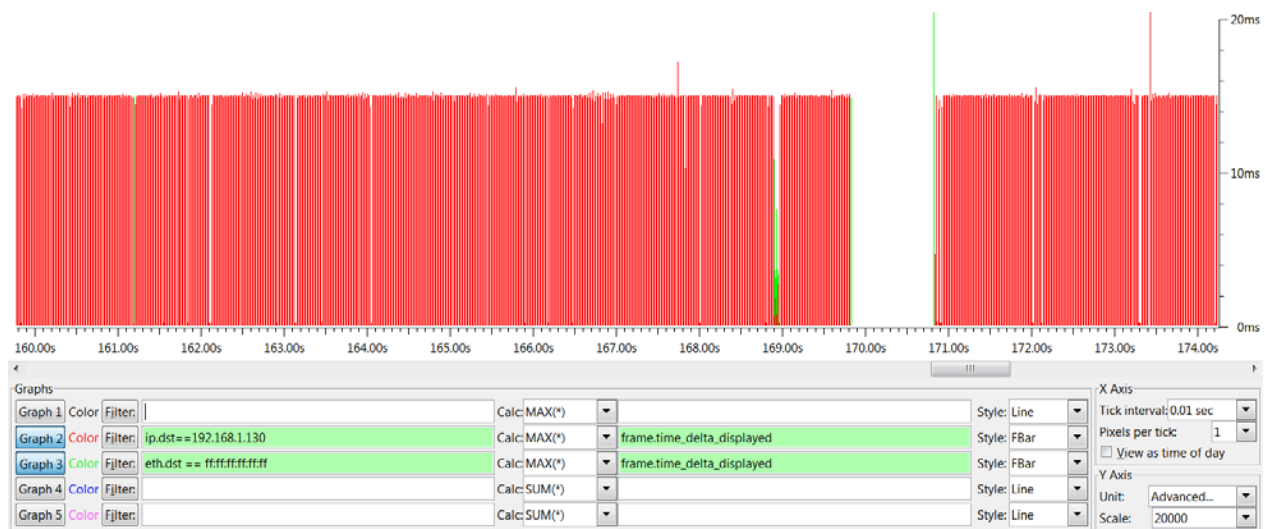 20ms
10ms
0ms
160.00s 161.00s 162.00s 163.00s 164.00s 165.00s 166.00s 167.00s 168.00s 169.00s 170.00s 171.00s 172.00s 173.00s 174.00s
Graphs
Graph 1 Color Filter: Calc: MAX(*) Style: Line
Graph 2 Color Filter: ip.dst==192.168.1.130 Calc: MAX(*) frame.time_delta_displayed Style: FBar
Graph 3 Color Filter: eth.dst == ff:ff:ff:ff:ff:ff Calc: MAX(*) frame.time_delta_displayed Style: FBar
Graph 4 Color Filter: Calc: SUM(*) Style: Line
Graph 5 Color Filter: Calc: SUM(*) Style: Line
X Axis
Tick interval: 0.01 sec
Pixels per tick: 1
View as time of day
Y Axis
Unit: Advanced...
Scale: 20000